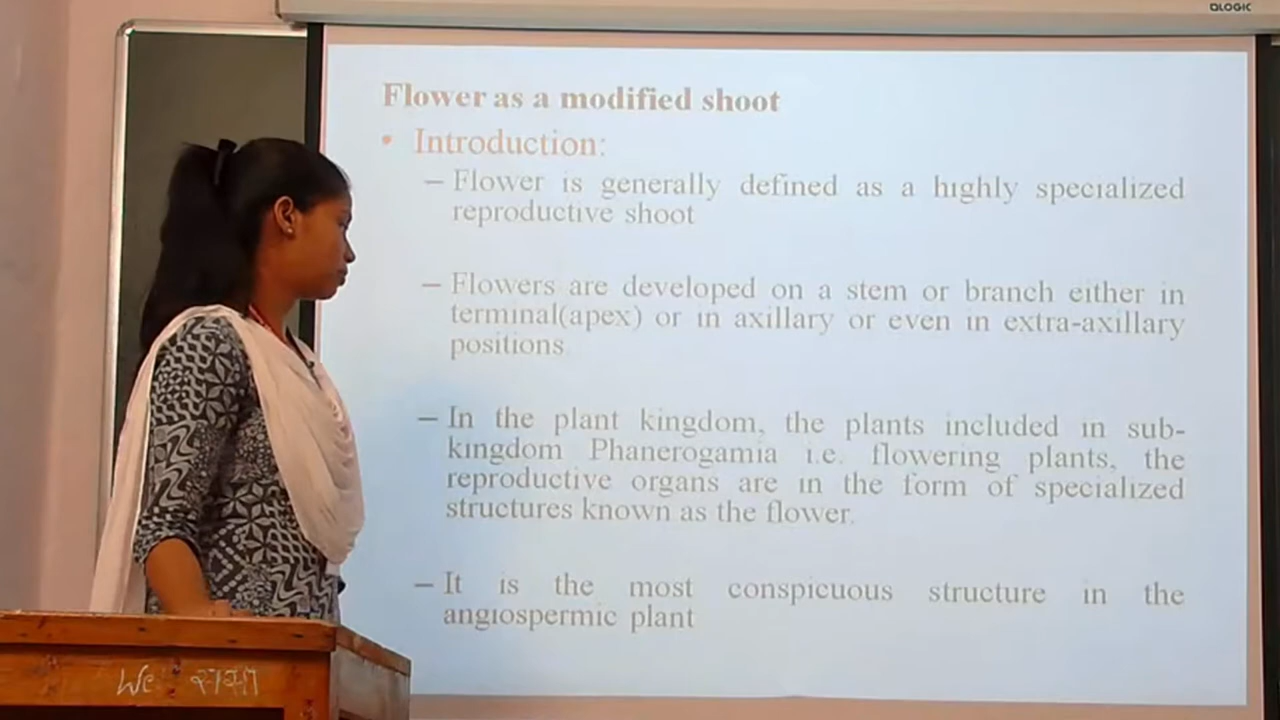 QLOGIC
Flower as a modified shoot
• Introduction:
– Flower is generally defined as a highly specialized
reproductive shoot
– Flowers are developed on a stem or branch either in
terminal(apex) or in axillary or even in extra-axillary
positions
– In the plant kingdom, the plants included in sub-
kingdom Phanerogamia i.e. flowering plants, the
reproductive organs are in the form of specialized
structures known as the flower.
– It is the most conspicuous structure in the
angiospermic plant
We